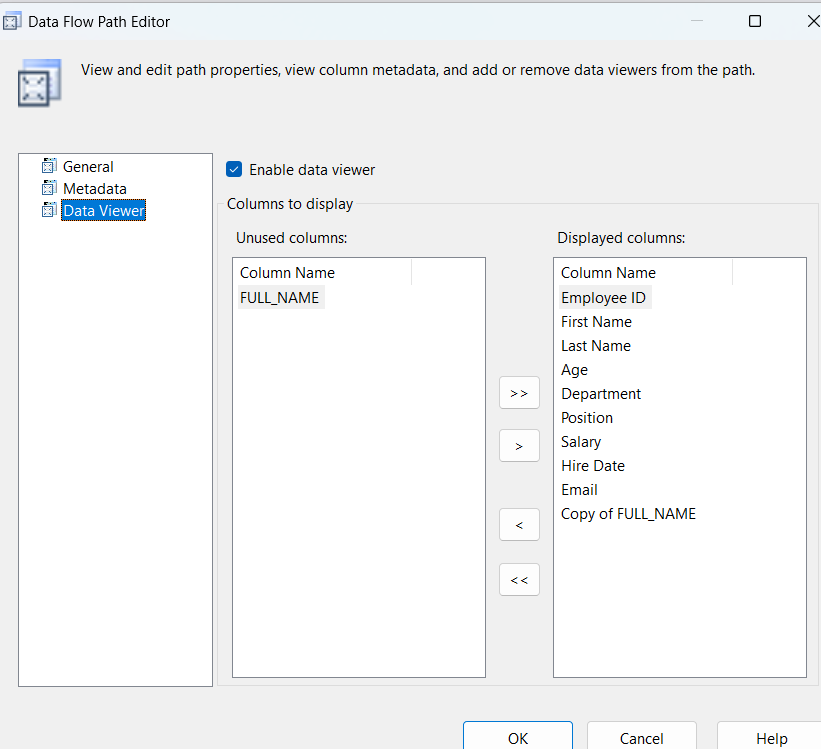 Data Flow Path Editor
View and edit path properties, view column metadata, and add or remove data viewers from the path.
General
Metadata
Data Viewer
Enable data viewer
Columns to display
Unused columns:
Column Name
FULL_NAME
>>
>
<
<<
Displayed columns:
Column Name
Employee ID
First Name
Last Name
Age
Department
Position
Salary
Hire Date
Email
Copy of FULL_NAME
OK
Cancel
Help